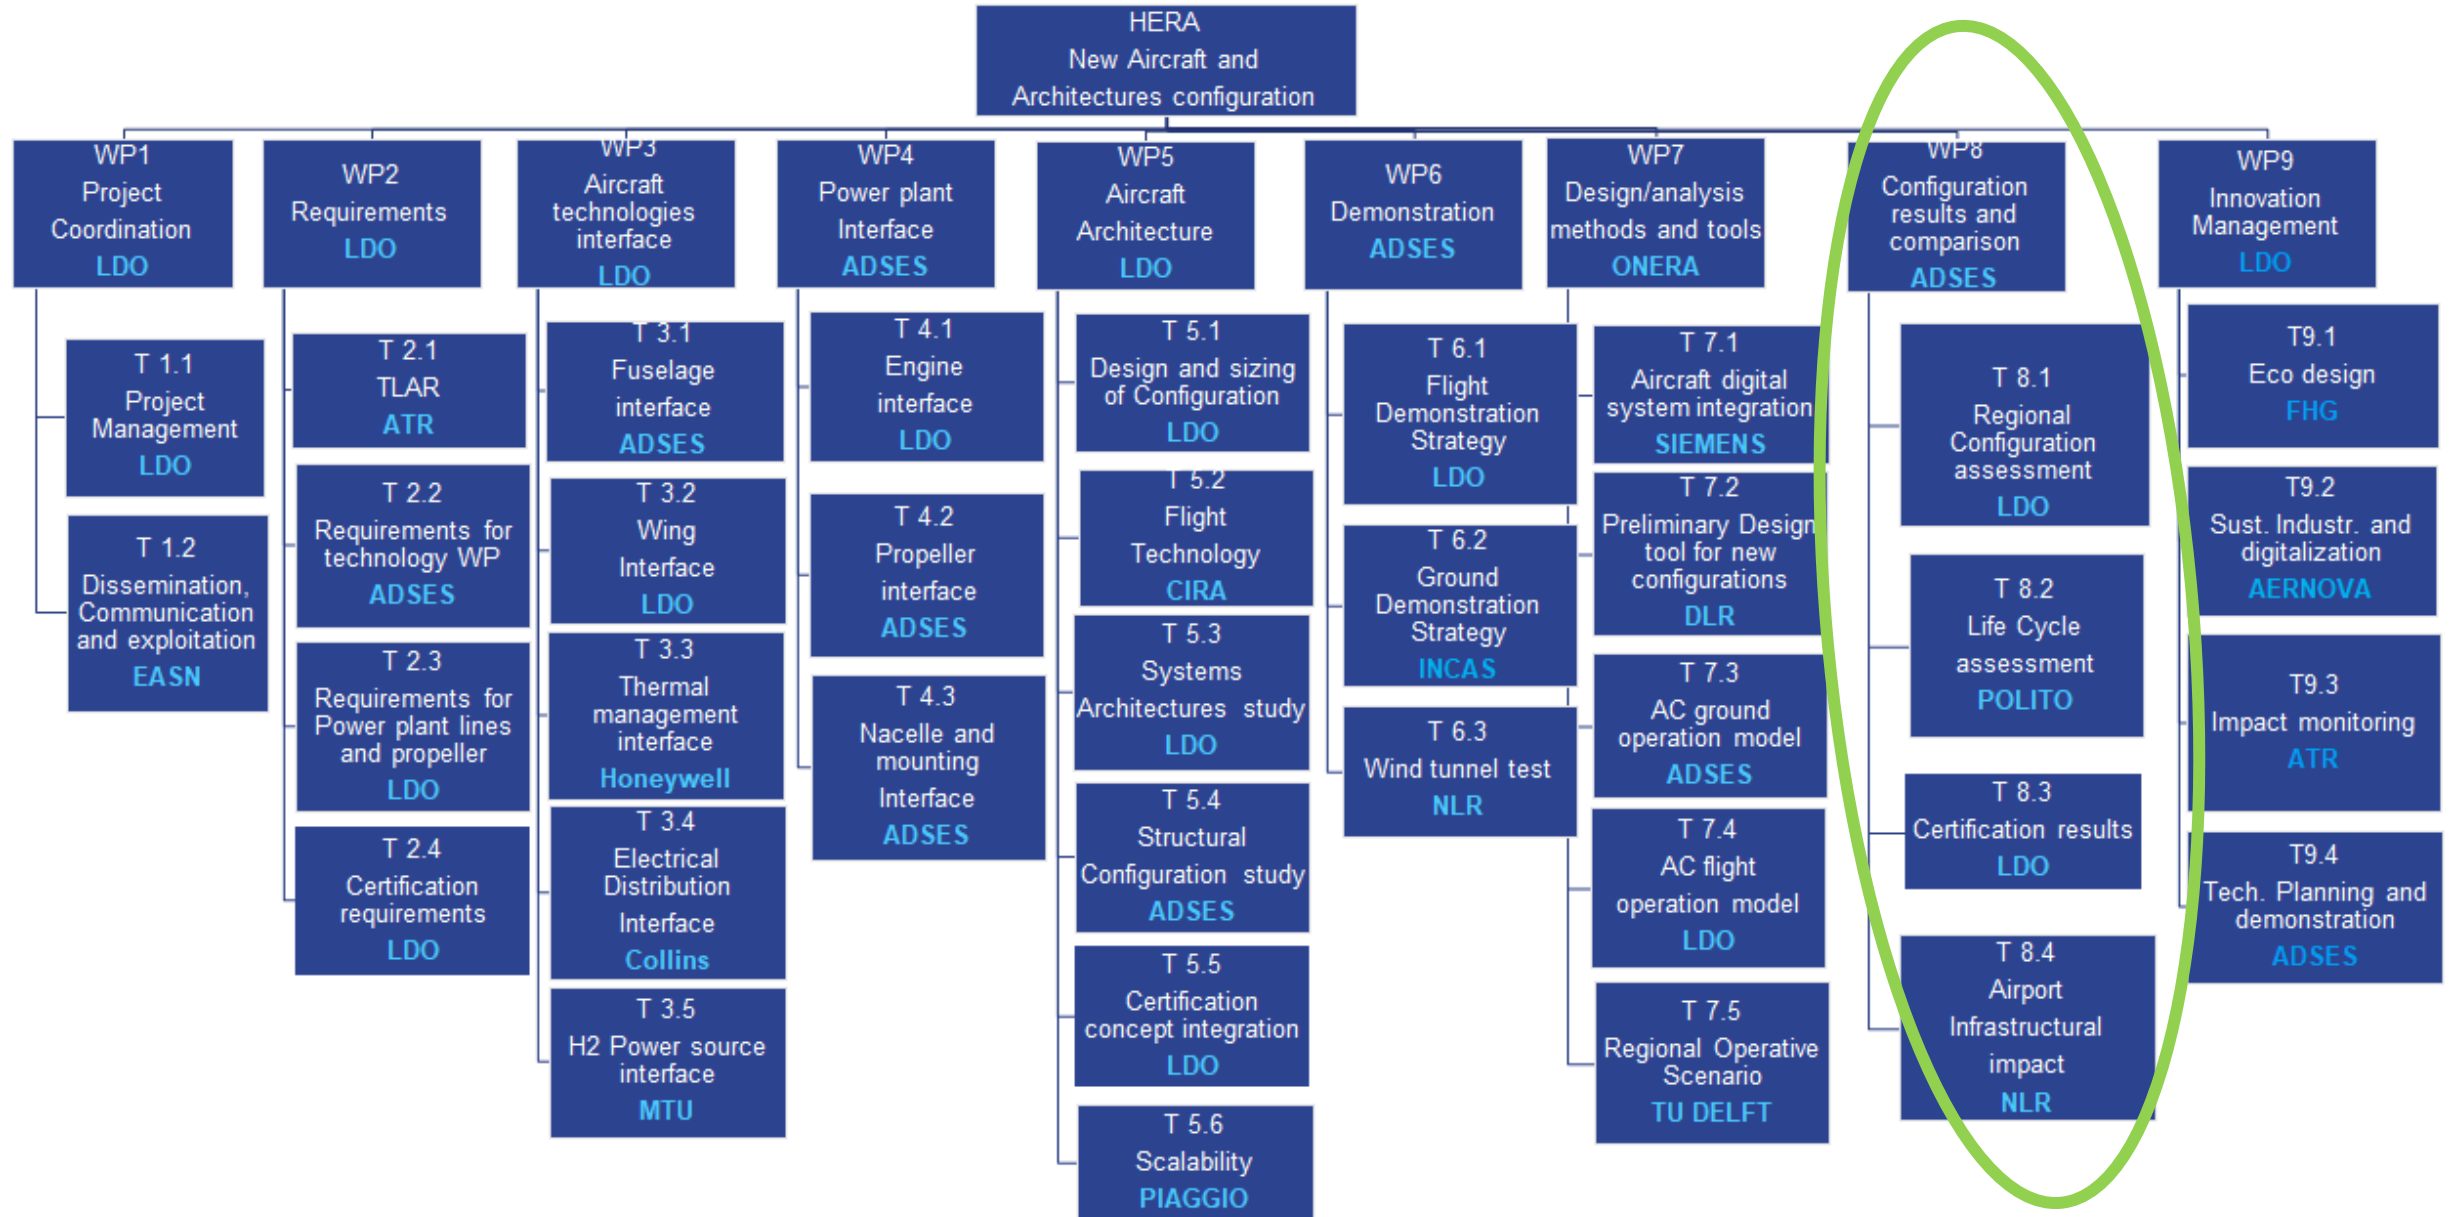 HERA
New Aircraft and
Architectures configuration
WP1
Project
Coordination
LDO
T 1.1
Project
Management
LDO
T 1.2
Dissemination,
Communication
and exploitation
EASN
WP2
Requirements
LDO
T 2.1
TLAR
ATR
T 2.2
Requirements for
technology WP
ADSES
T 2.3
Requirements for
Power plant lines
and propeller
LDO
T 2.4
Certification
requirements
LDO
WP3
Aircraft
technologies
interface
LDO
T 3.1
Fuselage
interface
ADSES
T 3.2
Wing
Interface
LDO
T 3.3
Thermal
management
interface
Honeywell
T 3.4
Electrical
Distribution
Interface
Collins
T 3.5
H2 Power source
interface
MTU
WP4
Power plant
Interface
ADSES
T 4.1
Engine
interface
LDO
T 4.2
Propeller
interface
ADSES
T 4.3
Nacelle and
mounting
Interface
ADSES
WP5
Aircraft
Architecture
LDO
T 5.1
Design and sizing
of Configuration
LDO
T 5.2
Flight
Technology
CIRA
T 5.3
Systems
Architectures study
LDO
T 5.4
Structural
Configuration study
ADSES
T 5.5
Certification
concept integration
LDO
T 5.6
Scalability
PIAGGIO
WP6
Demonstration
ADSES
T 6.1
Flight
Demonstration
Strategy
LDO
T 6.2
Ground
Demonstration
Strategy
INCAS
T 6.3
Wind tunnel test
NLR
WP7
Design/analysis
methods and tools
ONERA
T 7.1
Aircraft digital
system integration
SIEMENS
T 7.2
Preliminary Design
tool for new
configurations
DLR
T 7.3
AC ground
operation model
ADSES
T 7.4
AC flight
operation model
LDO
T 7.5
Regional Operative
Scenario
TU DELFT
WP8
Configuration
results and
comparison
ADSES
T 8.1
Regional
Configuration
assessment
LDO
T 8.2
Life Cycle
assessment
POLITO
T 8.3
Certification results
LDO
T 8.4
Airport
Infrastructural
impact
NLR
WP9
Innovation
Management
LDO
T9.1
Eco design
FHG
T9.2
Sust. Industr. and
digitalization
AERNOVA
T9.3
Impact monitoring
ATR
T9.4
Tech. Planning and
demonstration
ADSES